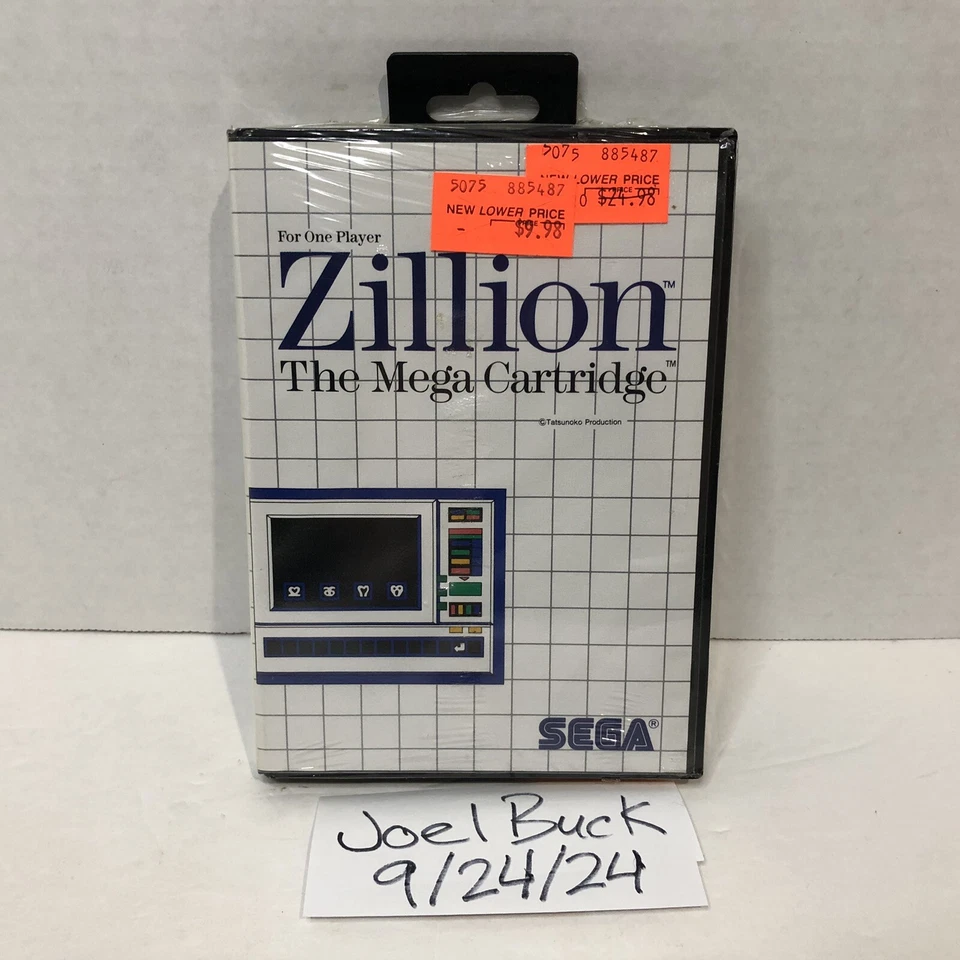 5075 885487
NEW LOWER PRICE
$24.98
5075 885487
NEW LOWER PRICE
- $9.98
For One Player
Zillion™
The Mega Cartridge™
©Tatsunoko Production
SEGA®
Joel Buck
9/24/24